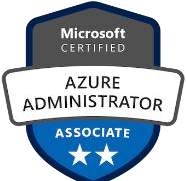 Microsoft
CERTIFIED
AZURE
ADMINISTRATOR
ASSOCIATE